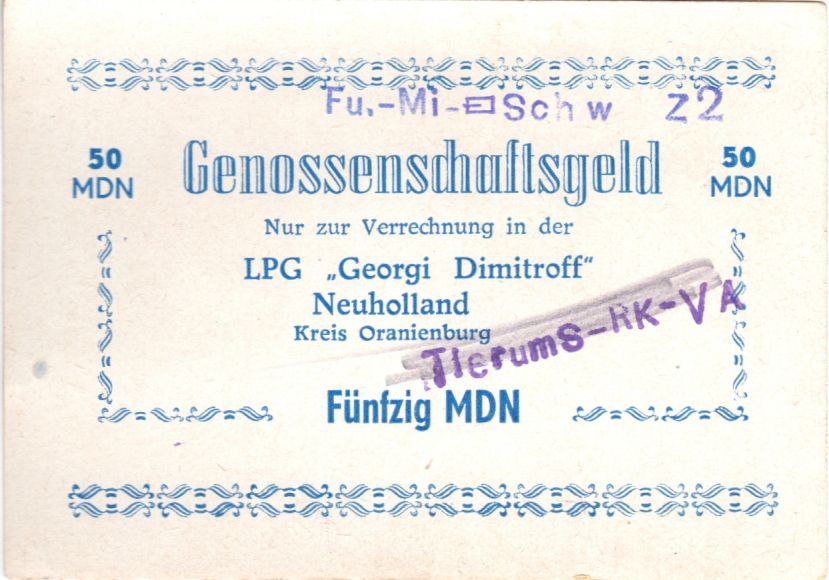 Fu.-Mi-Schw Z2
50 MDN
Genossenschaftsgeld
50 MDN
Nur zur Verrechnung in der
LPG „Georgi Dimitroff“
Neuholland
Kreis Oranienburg
TierumS-RK-VA
Fünfzig MDN